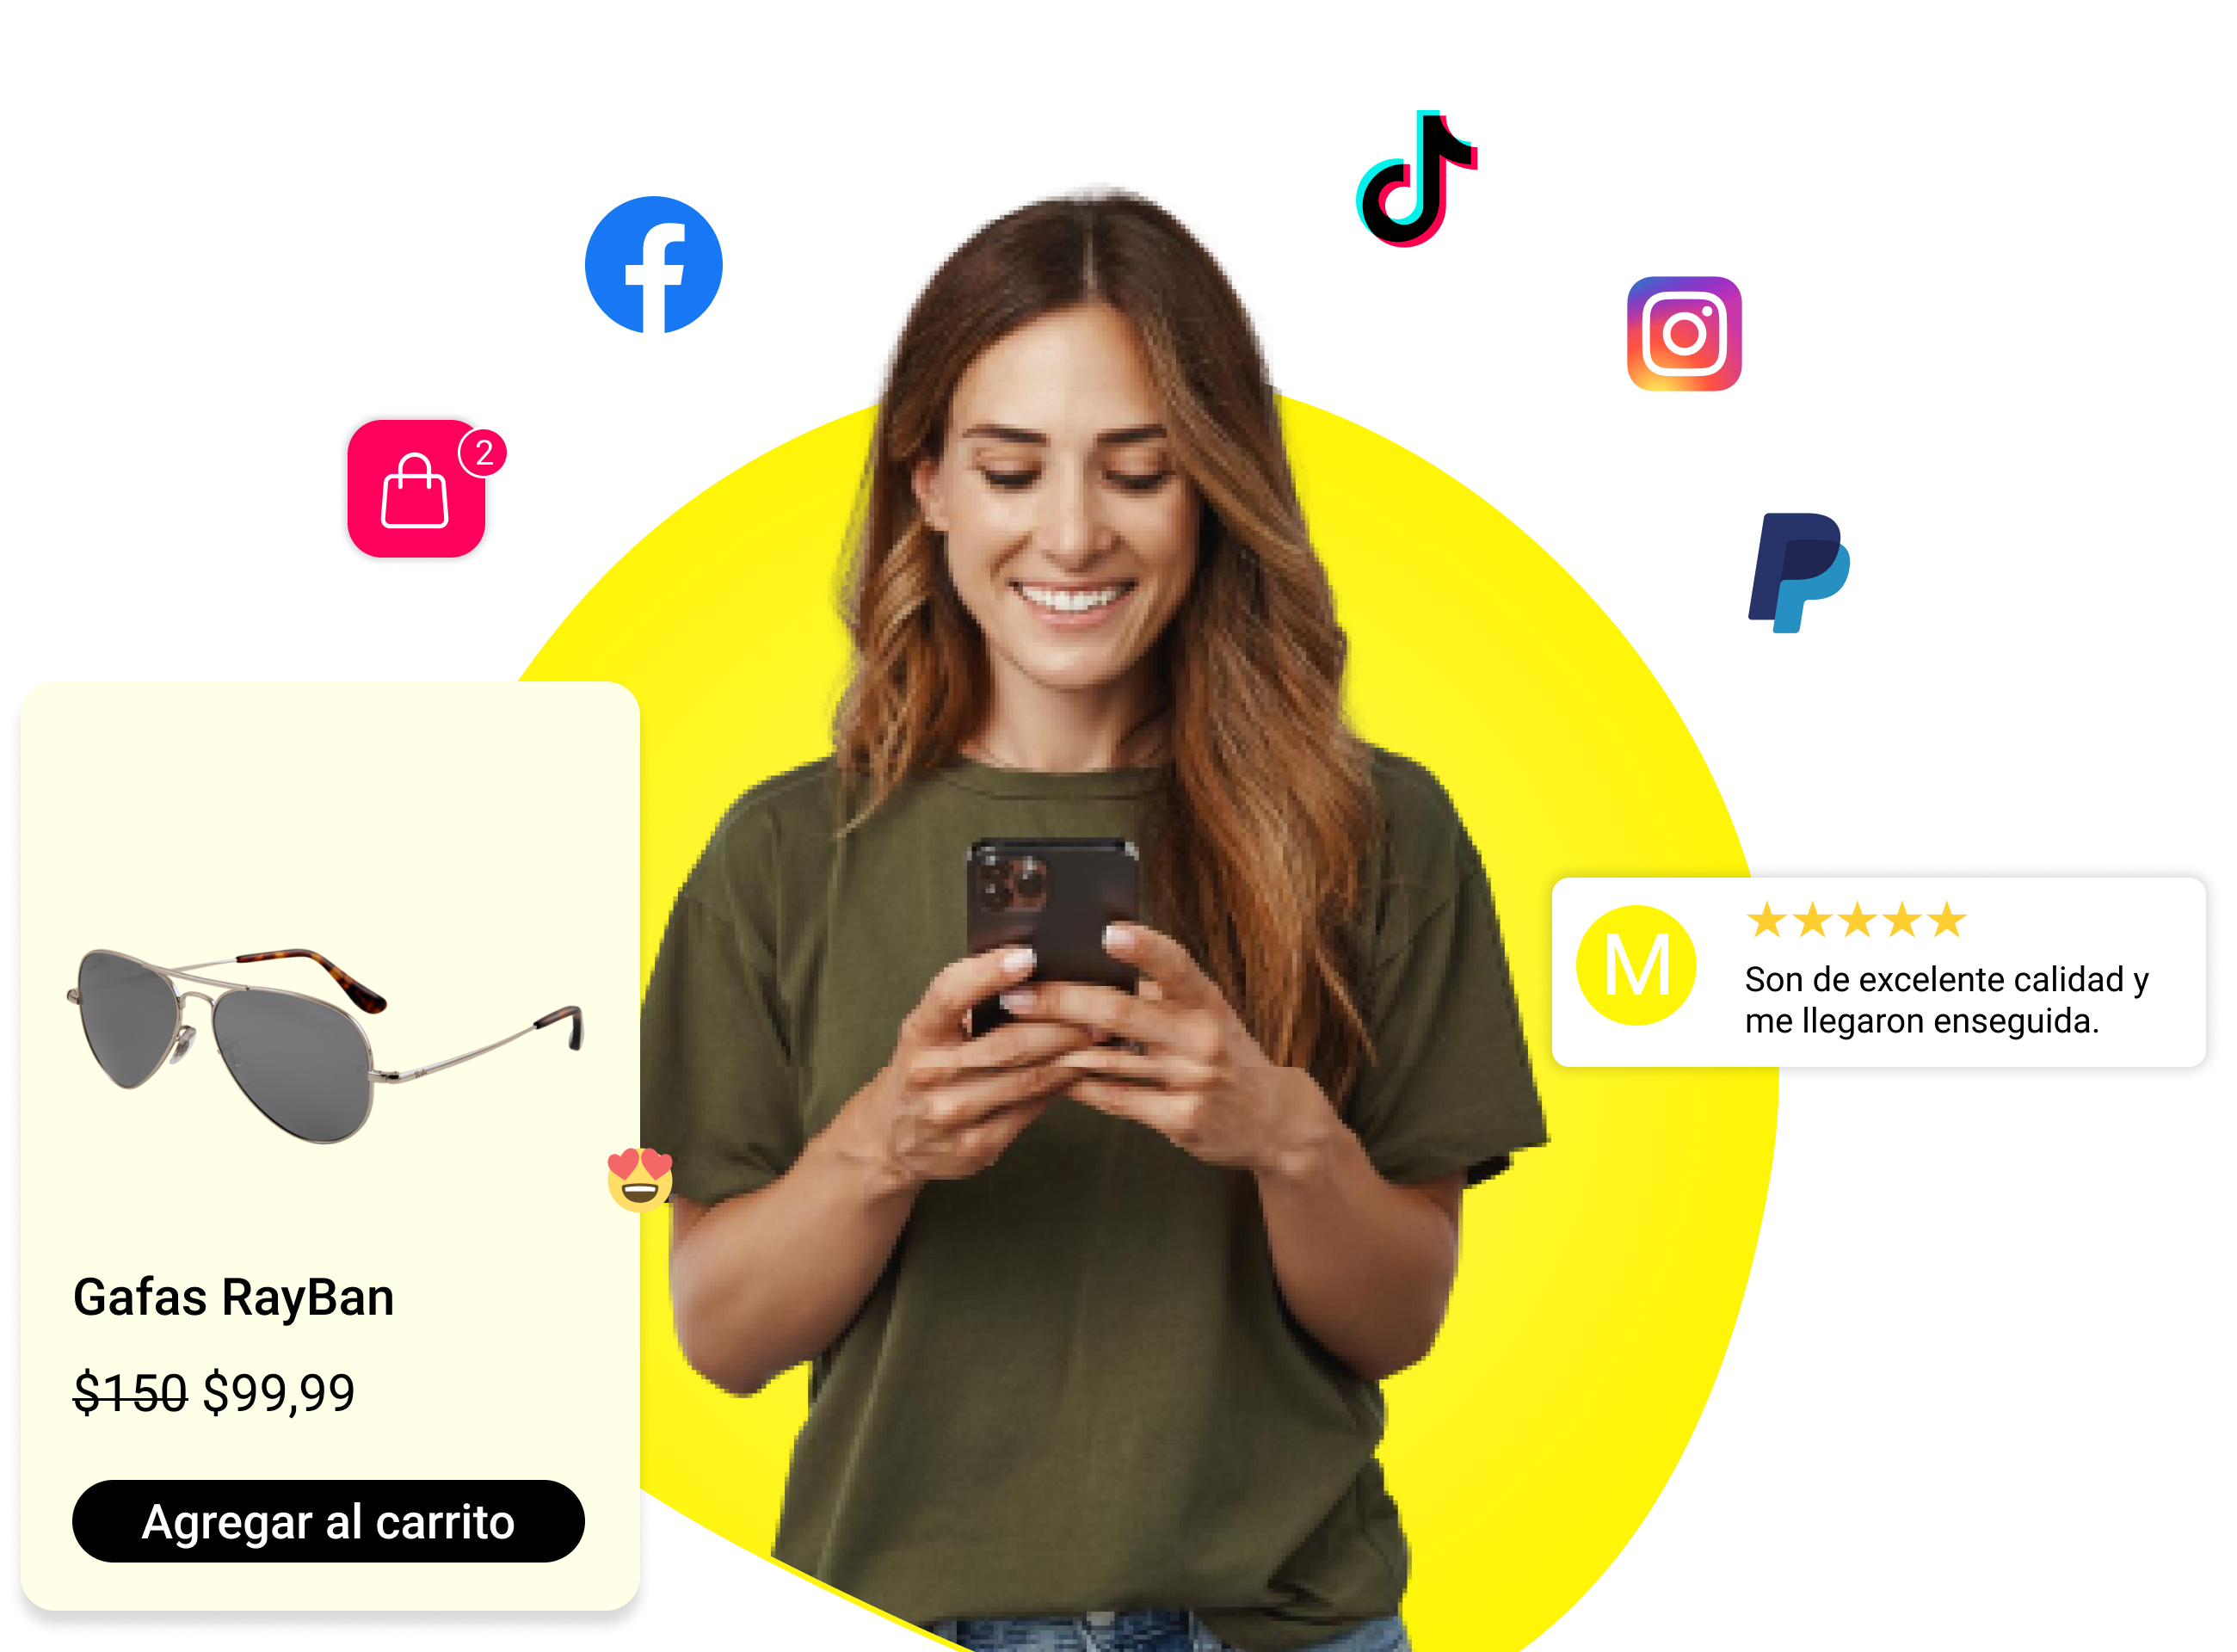 2
Gafas RayBan
$150 $99,99
Agregar al carrito
M
Son de excelente calidad y
me llegaron enseguida.